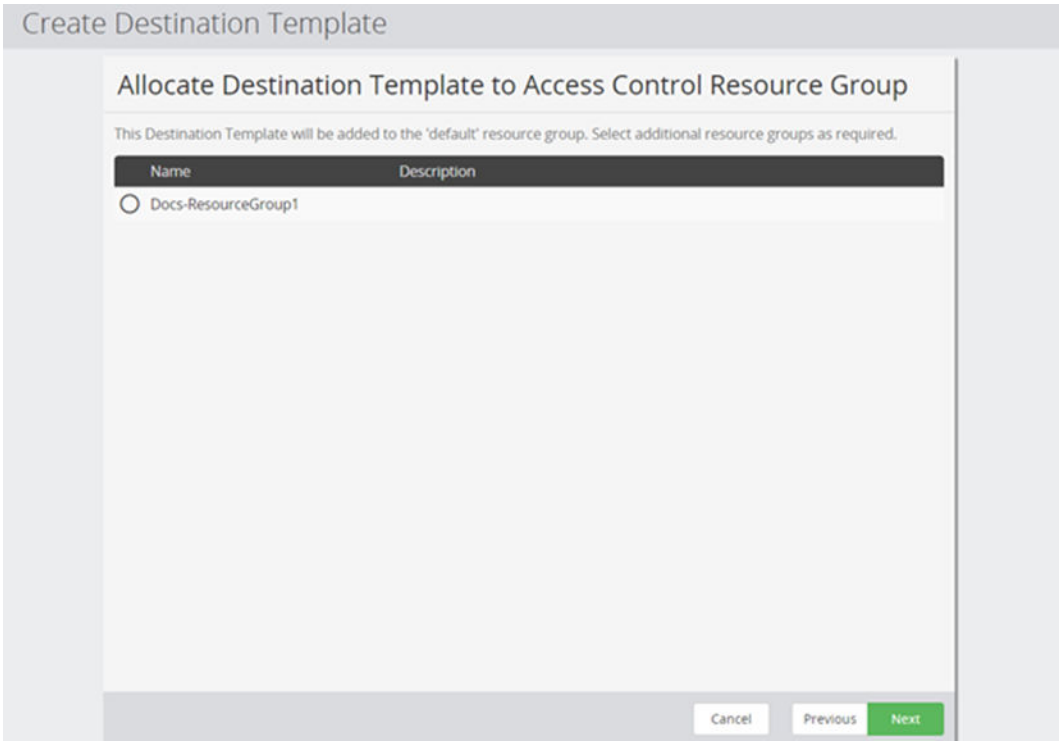 Create Destination Template
Allocate Destination Template to Access Control Resource Group
This Destination Template will be added to the 'default' resource group. Select additional resource groups as required.
Name Description
Docs-ResourceGroup1
Cancel Previous Next